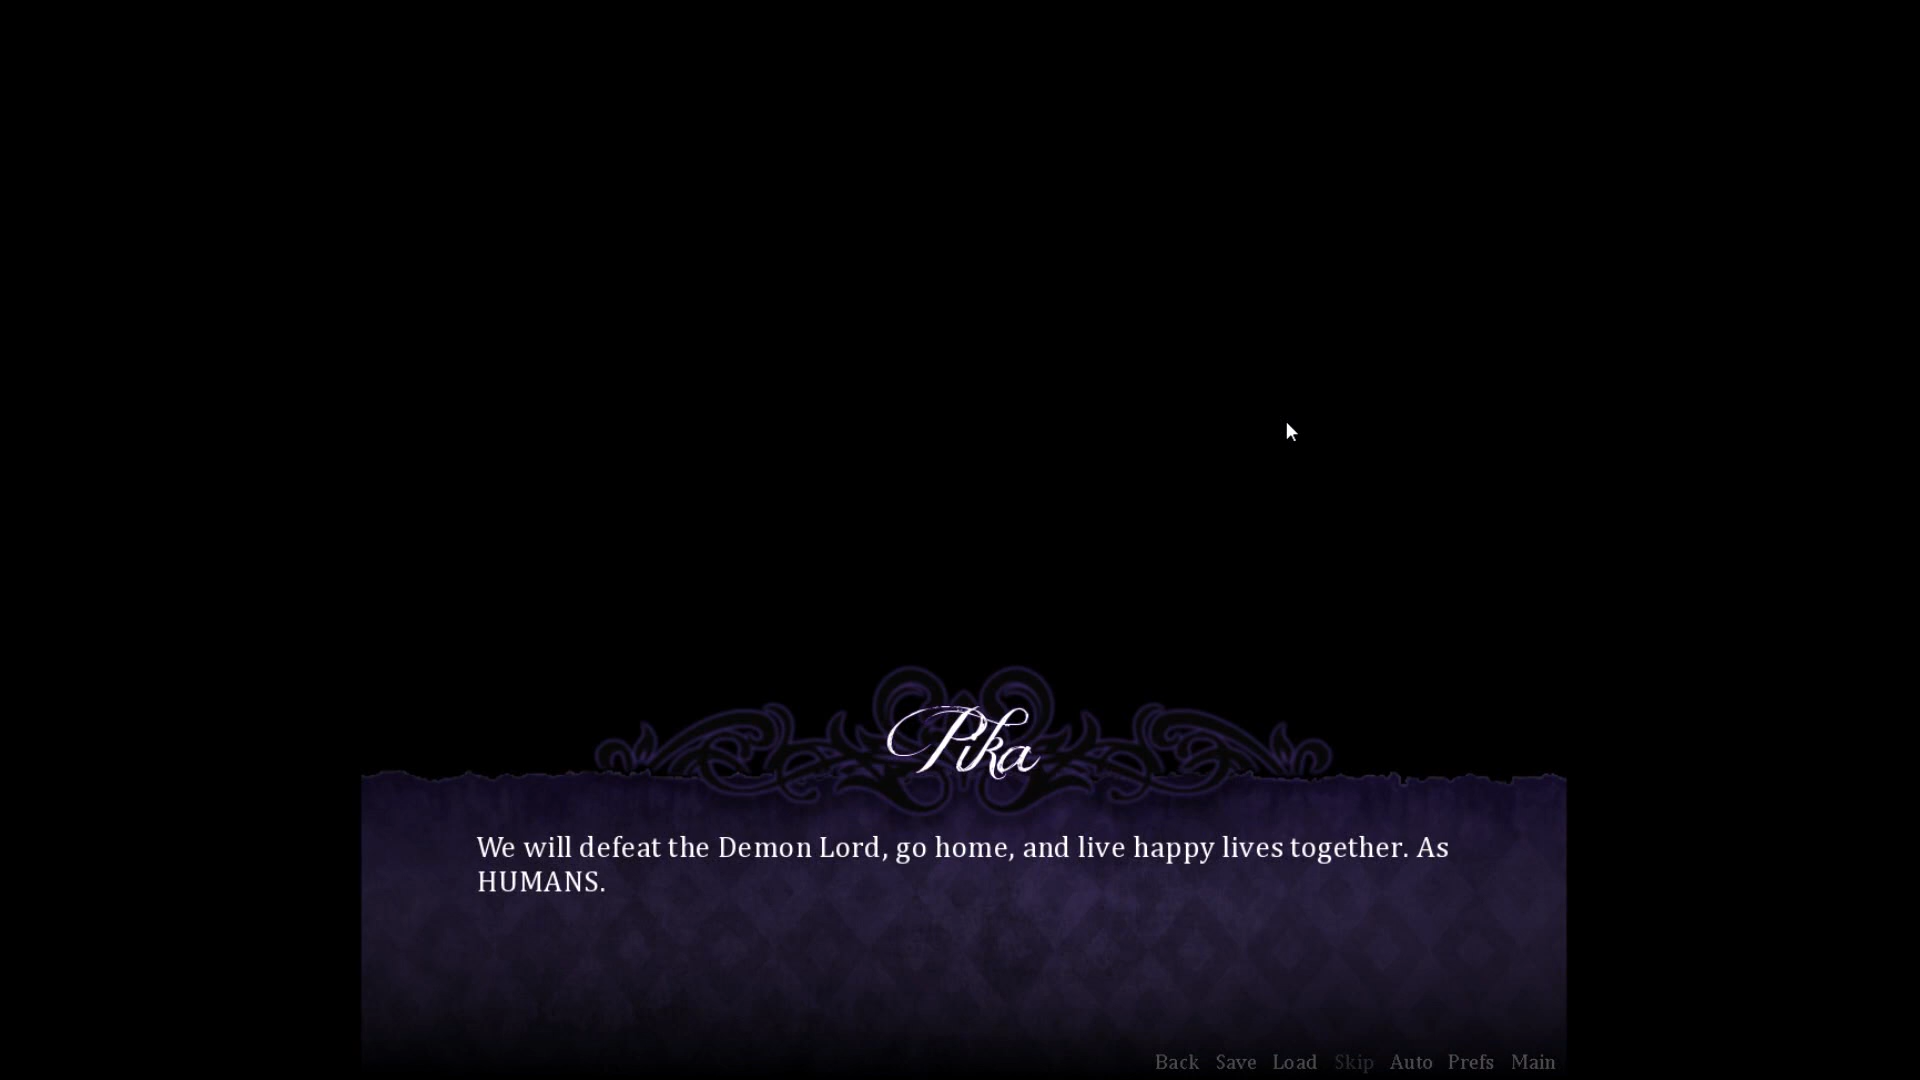 Pika
We will defeat the Demon Lord, go home, and live happy lives together. As
HUMANS.
Back Save Load Skip Auto Prefs Main